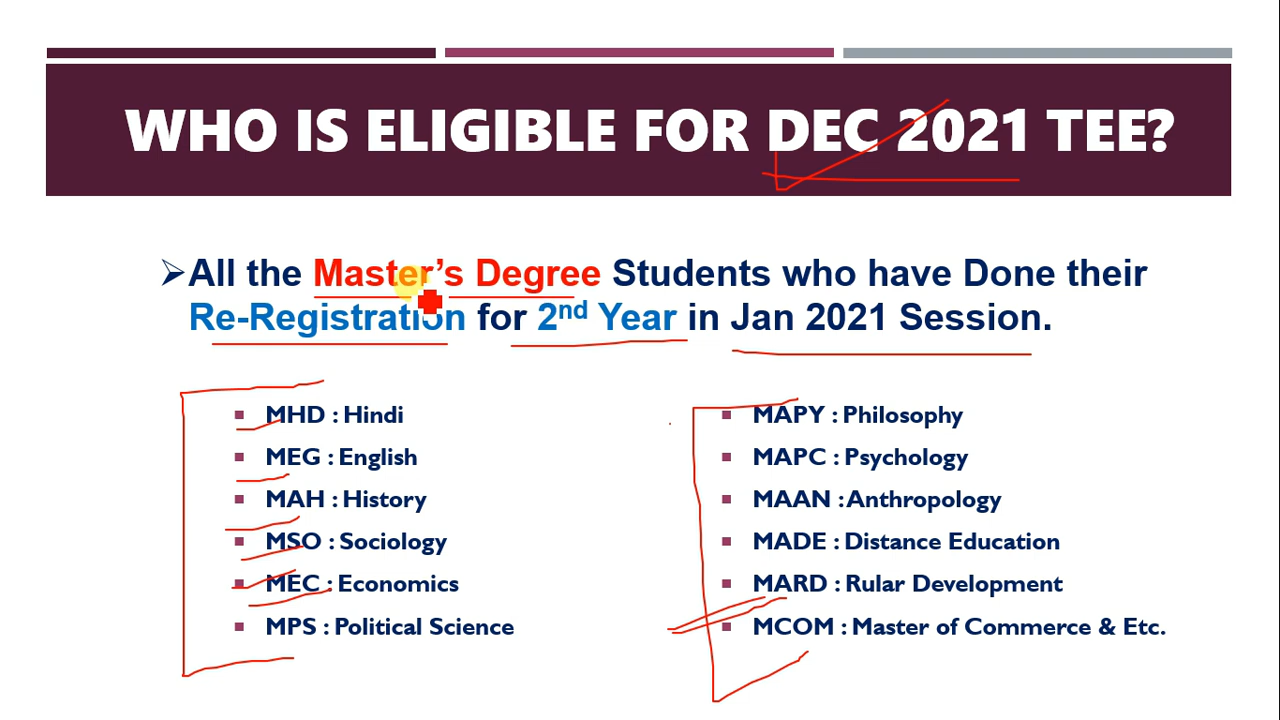 WHO IS ELIGIBLE FOR DEC 2021 TEE?
All the Master's Degree Students who have Done their
Re-Registration for 2nd Year in Jan 2021 Session.
MHD : Hindi
MEG : English
MAH : History
MSO : Sociology
MEC : Economics
MPS : Political Science
MAPY : Philosophy
MAPC : Psychology
MAAN : Anthropology
MADE : Distance Education
MARD : Rular Development
MCOM : Master of Commerce & Etc.